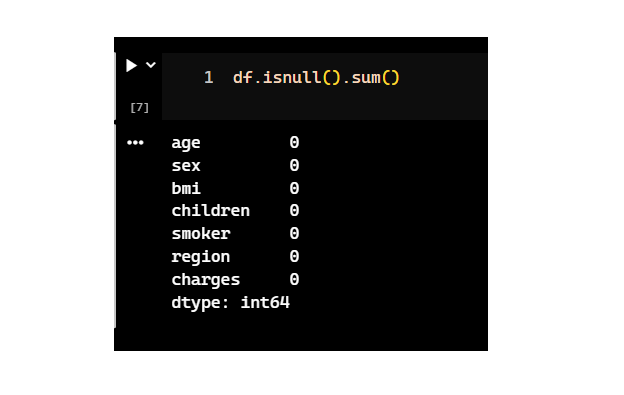 1 df.isnull().sum()
[7]
age 0
sex 0
bmi 0
children 0
smoker 0
region 0
charges 0
dtype: int64